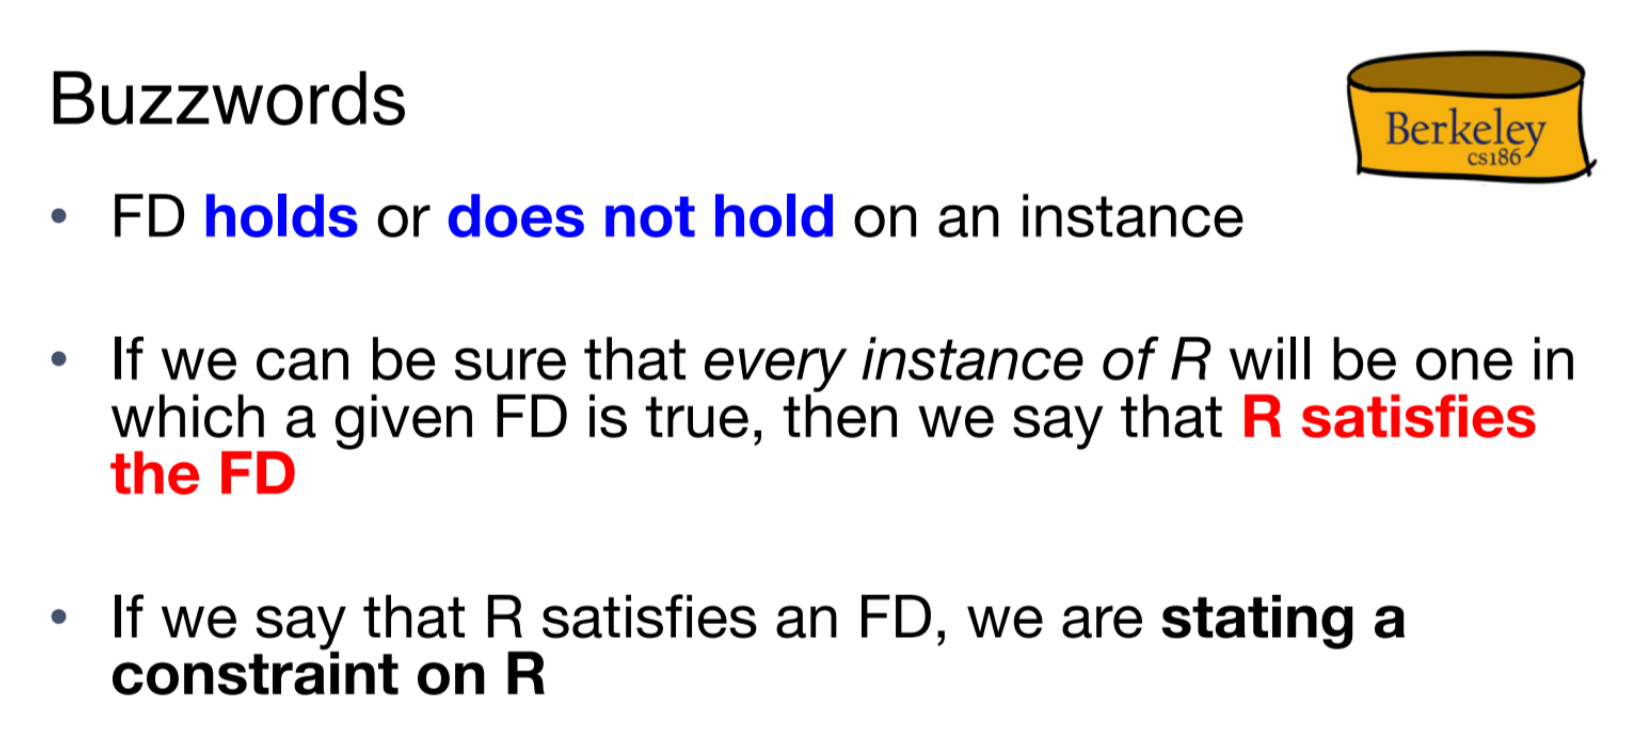 Buzzwords
Berkeley
cs186
• FD holds or does not hold on an instance
• If we can be sure that every instance of R will be one in
which a given FD is true, then we say that R satisfies
the FD
• If we say that R satisfies an FD, we are stating a
constraint on R